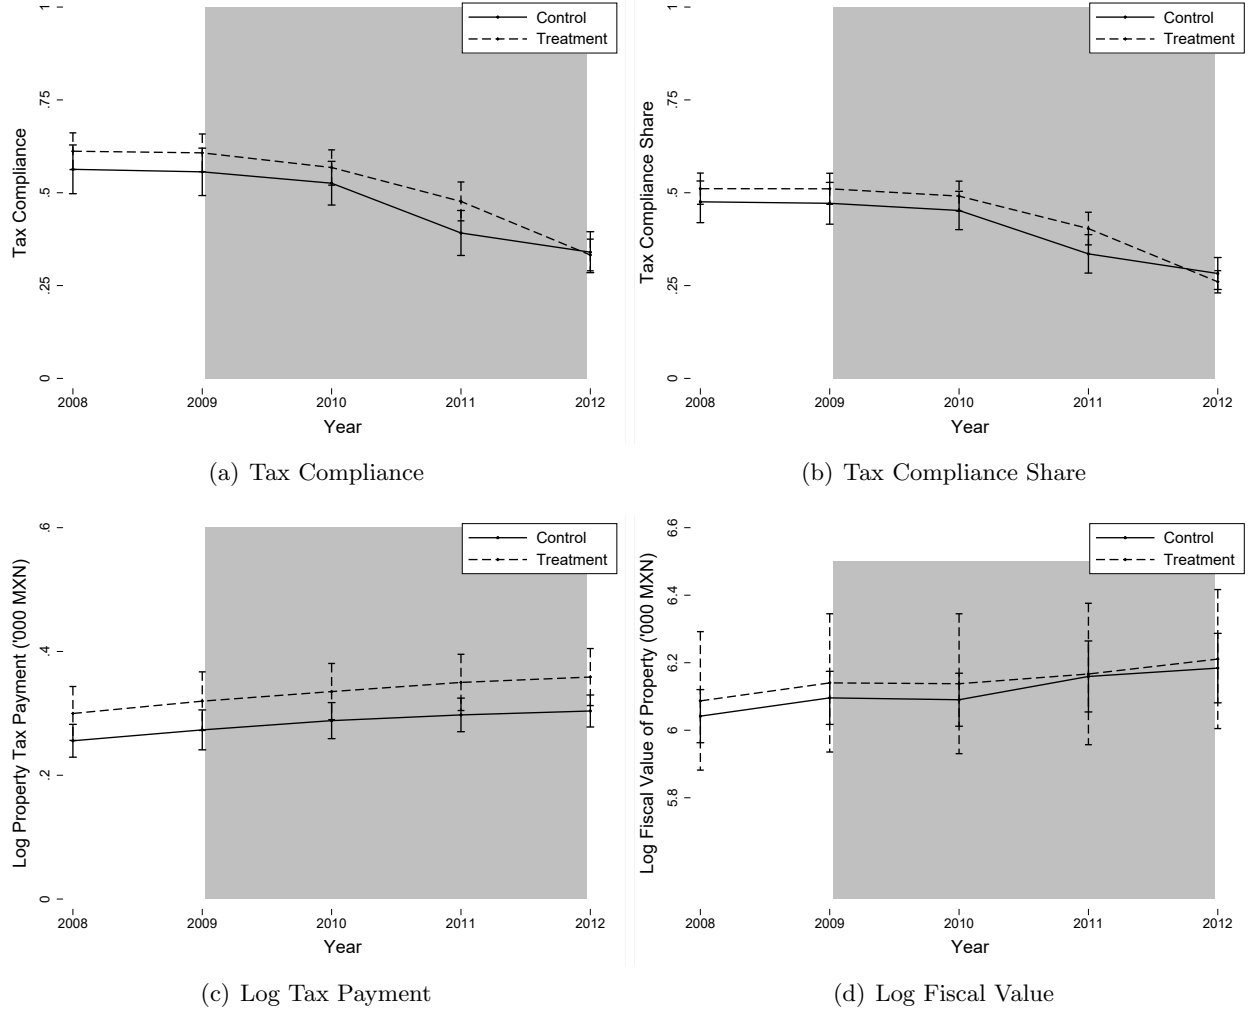 Control
Treatment
Tax Compliance
0 .25 .5 .75 1
2008 2009 2010 2011 2012
Year
(a) Tax Compliance
Control
Treatment
Tax Compliance Share
0 .25 .5 .75 1
2008 2009 2010 2011 2012
Year
(b) Tax Compliance Share
Control
Treatment
Log Property Tax Payment ('000 MXN)
0 .2 .4 .6
2008 2009 2010 2011 2012
Year
(c) Log Tax Payment
Control
Treatment
Log Fiscal Value of Property ('000 MXN)
5.8 6 6.2 6.4 6.6
2008 2009 2010 2011 2012
Year
(d) Log Fiscal Value